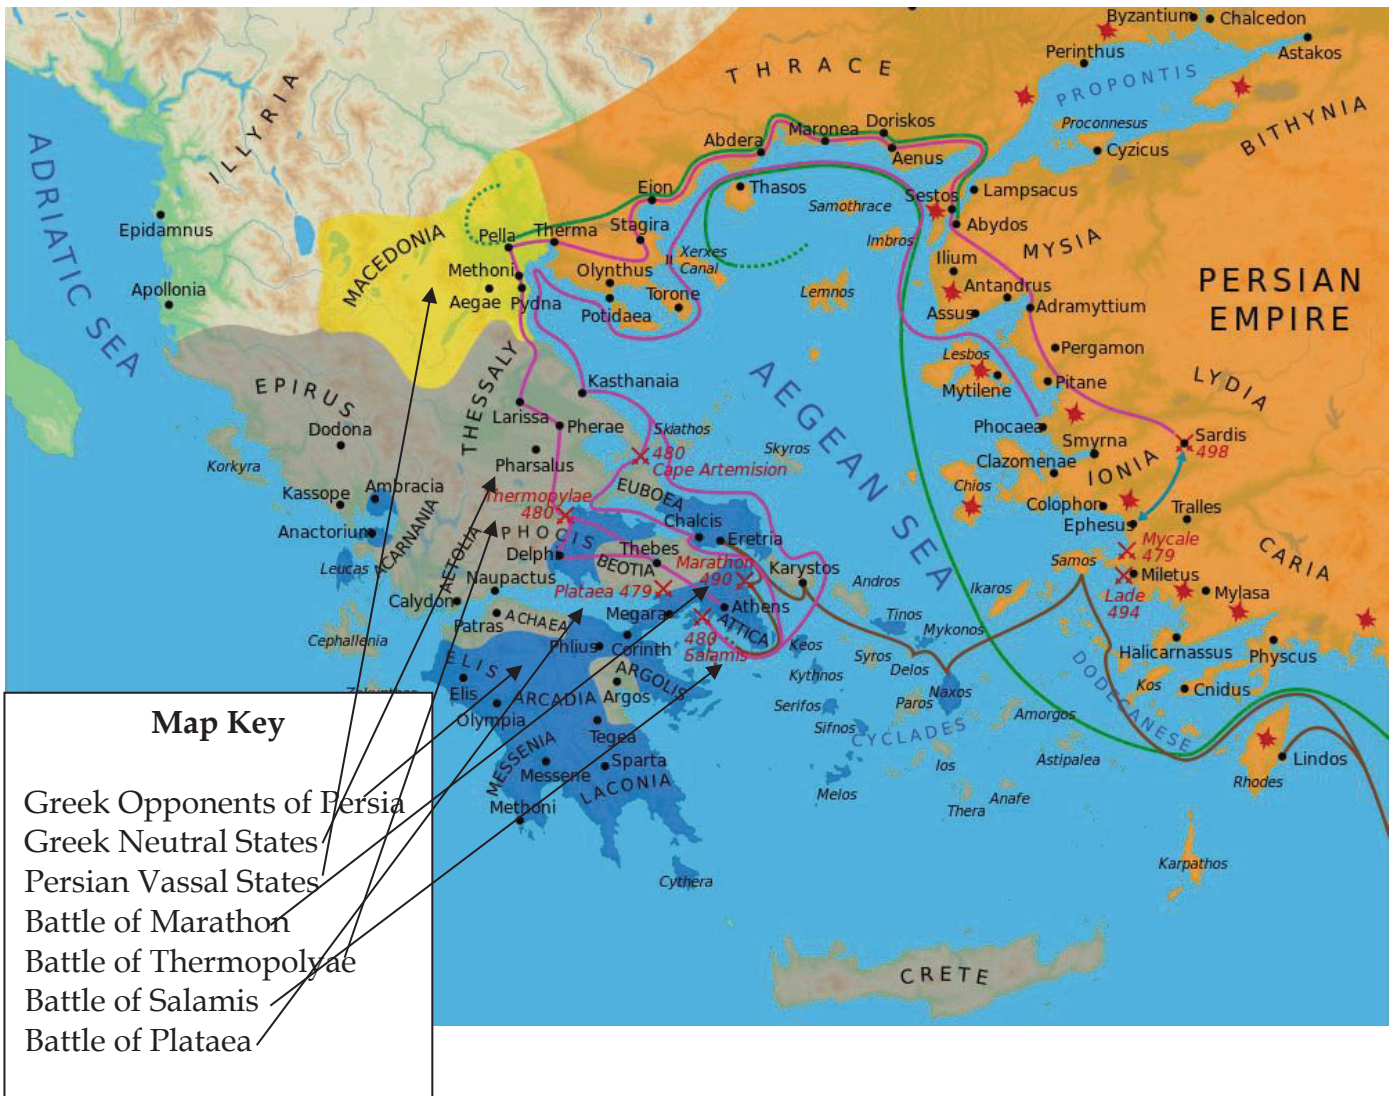 Byzantium
Chalcedon
Perinthus
Astakos
THRACE
PROPONTIS
BITHYNIA
Proconnesus
Cyzicus
ADRIATIC SEA
ILLYRIA
Abdera
Maronea
Doriskos
Aenus
Eion
Thasos
Samothrace
Sestos
Lampsacus
Abydos
Imbros
MYSIA
Epidamnus
Apollonia
MACEDONIA
Pella
Therma
Stagira
Xerxes
Canal
Methoni
Aegae
Pydna
Olynthus
Torone
Potidaea
Lemnos
Ilium
Antandrus
Assus
Adramyttium
PERSIAN
EMPIRE
Lesbos
Mytilene
Pergamon
Pitane
LYDIA
EPIRUS
THESSALY
Kasthanaia
AEGEAN SEA
Dodona
Larissa
Pherae
Skiathos
Skyros
Phocaea
Smyrna
Sardis
498
Korkyra
Pharsalus
480
Cape Artemision
Clazomenae
IONIA
Kassope
Ambracia
Thermopylae
480
EUBOEA
Chios
Colophon
Ephesus
Tralles
Anactorium
ACARNANIA
AETOLIA
PHOCIS
Chalcis
Eretria
Mycale
479
CARIA
Leucas
Delphi
Thebes
BEOTIA
Marathon
490
Karystos
Samos
Ikaros
Miletus
Lade
494
Mylasa
Naupactus
Plataea 479
Andros
Calydon
Patras
ACHAEA
Megara
Athens
ATTICA
Tinos
Mykonos
Cephallenia
Phlius
Corinth
480
Salamis
Keos
Syros
Delos
Halicarnassus
Physcus
ELIS
Elis
ARCADIA
ARGOLIS
Argos
Kythnos
Paros
Naxos
DODECANESE
Kos
Cnidus
Zakynthos
Olympia
Tegea
Serifos
Sifnos
CYCLADES
Amorgos
MESSENIA
Messene
Sparta
LACONIA
Ios
Astipalea
Lindos
Rhodes
Methoni
Melos
Thera
Anafe
Cythera
Karpathos
CRETE
Map Key
Greek Opponents of Persia
Greek Neutral States
Persian Vassal States
Battle of Marathon
Battle of Thermopolyae
Battle of Salamis
Battle of Plataea